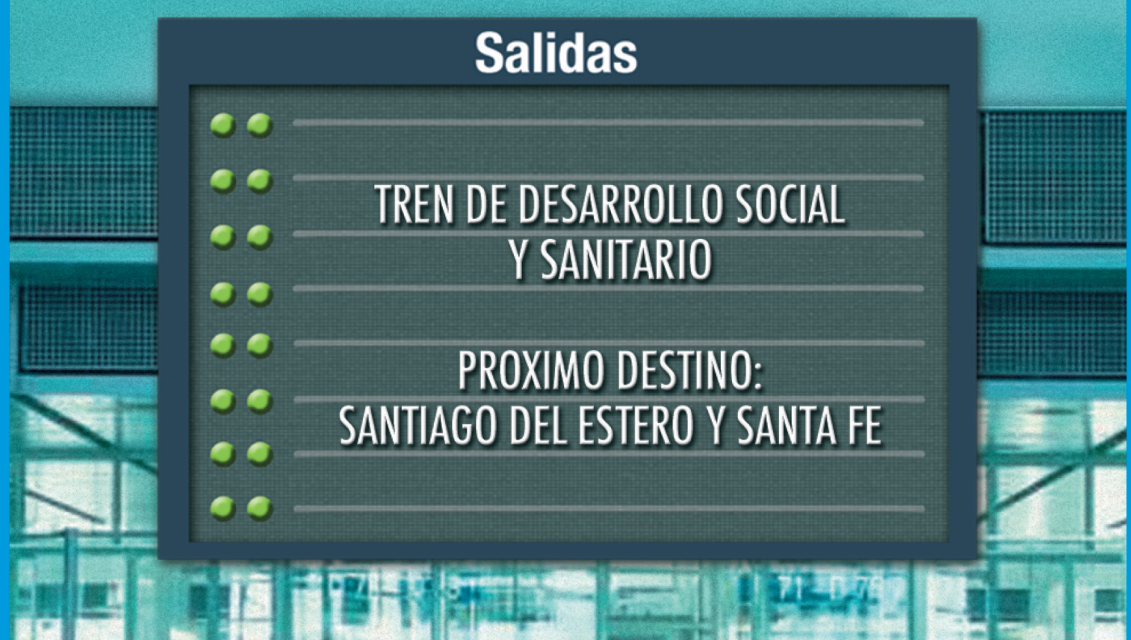 Salidas
TREN DE DESARROLLO SOCIAL
Y SANITARIO
PROXIMO DESTINO:
SANTIAGO DEL ESTERO Y SANTA FE